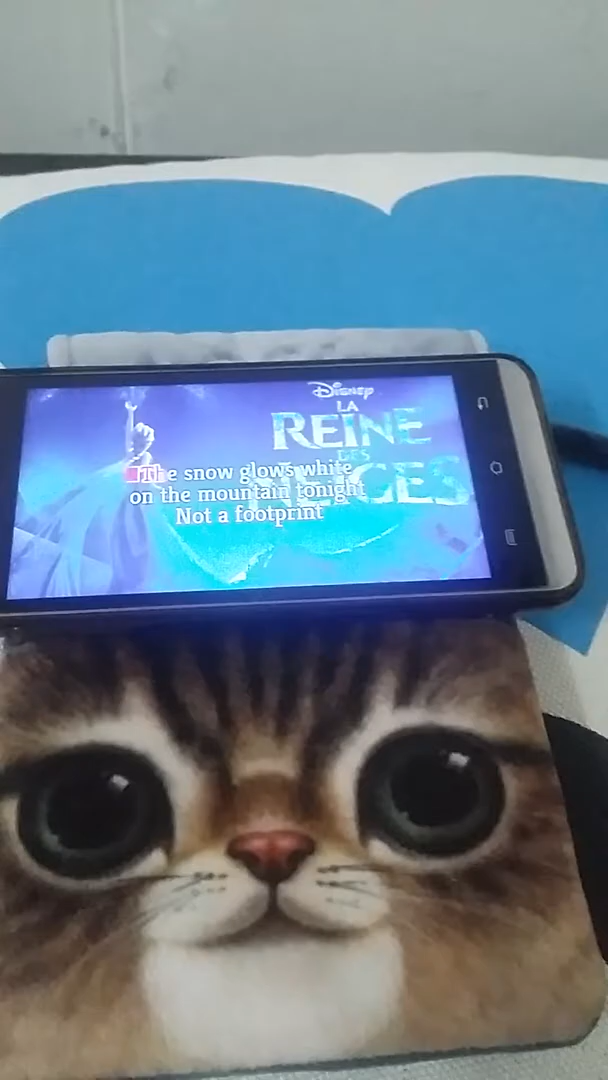 Disney
LA
REINE
DES
NEIGES
The snow glows white
on the mountain tonight
Not a footprint